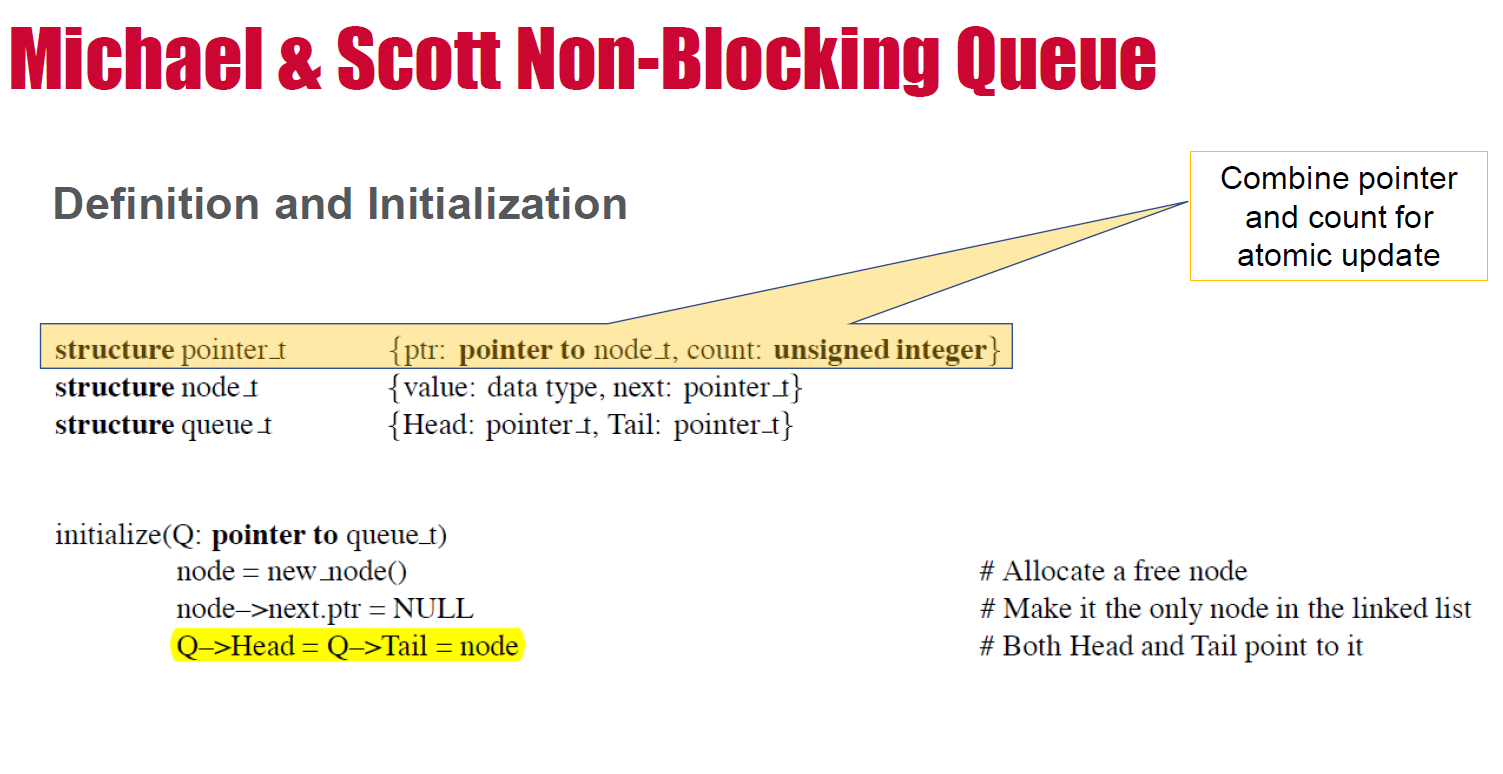 Michael & Scott Non-Blocking Queue
Definition and Initialization
Combine pointer
and count for
atomic update
structure pointer_t {ptr: pointer to node_t, count: unsigned integer}
structure node_t {value: data type, next: pointer_t}
structure queue_t {Head: pointer_t, Tail: pointer_t}
initialize(Q: pointer to queue_t)
node = new_node() # Allocate a free node
node–>next.ptr = NULL # Make it the only node in the linked list
Q–>Head = Q–>Tail = node # Both Head and Tail point to it